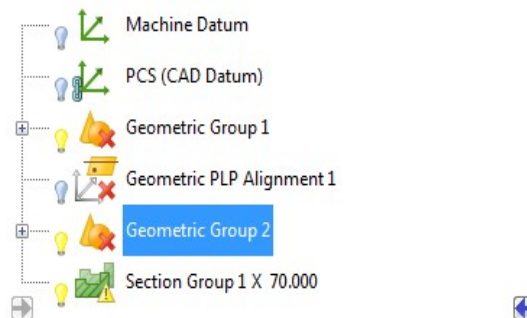 Machine Datum
PCS (CAD Datum)
Geometric Group 1
Geometric PLP Alignment 1
Geometric Group 2
Section Group 1 X 70.000